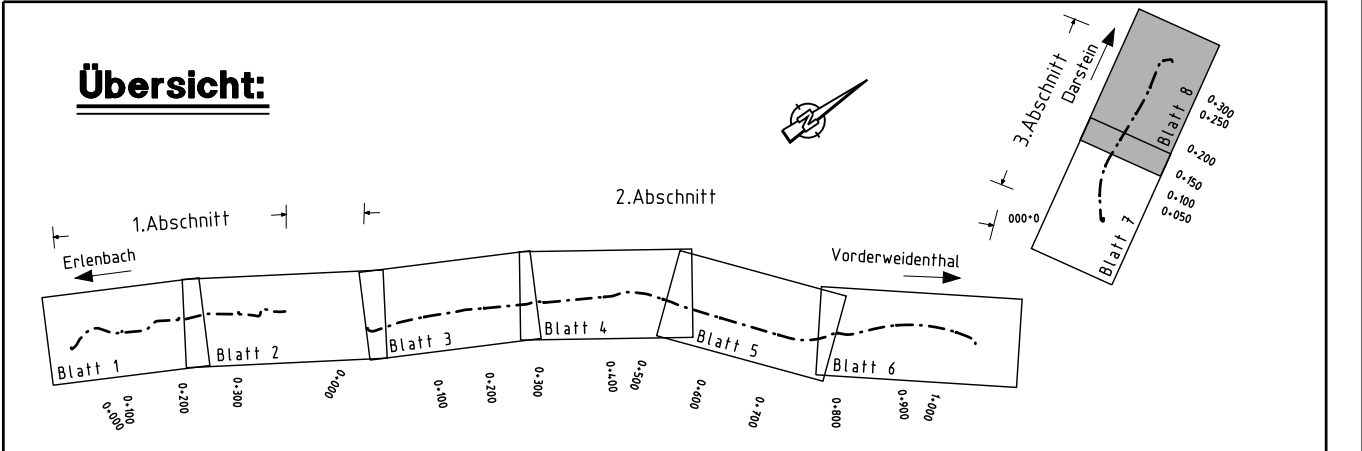 Übersicht:
N
1.Abschnitt
2.Abschnitt
3.Abschnitt
Erlenbach
Vorderweidenthal
Darstein
Blatt 1
Blatt 2
Blatt 3
Blatt 4
Blatt 5
Blatt 6
Blatt 7
Blatt 8
0+000
0+100
0+200
0+300
0+000
0+100
0+200
0+300
0+400
0+500
0+600
0+700
0+800
0+900
1+000
0+000
0+050
0+100
0+150
0+200
0+250
0+300